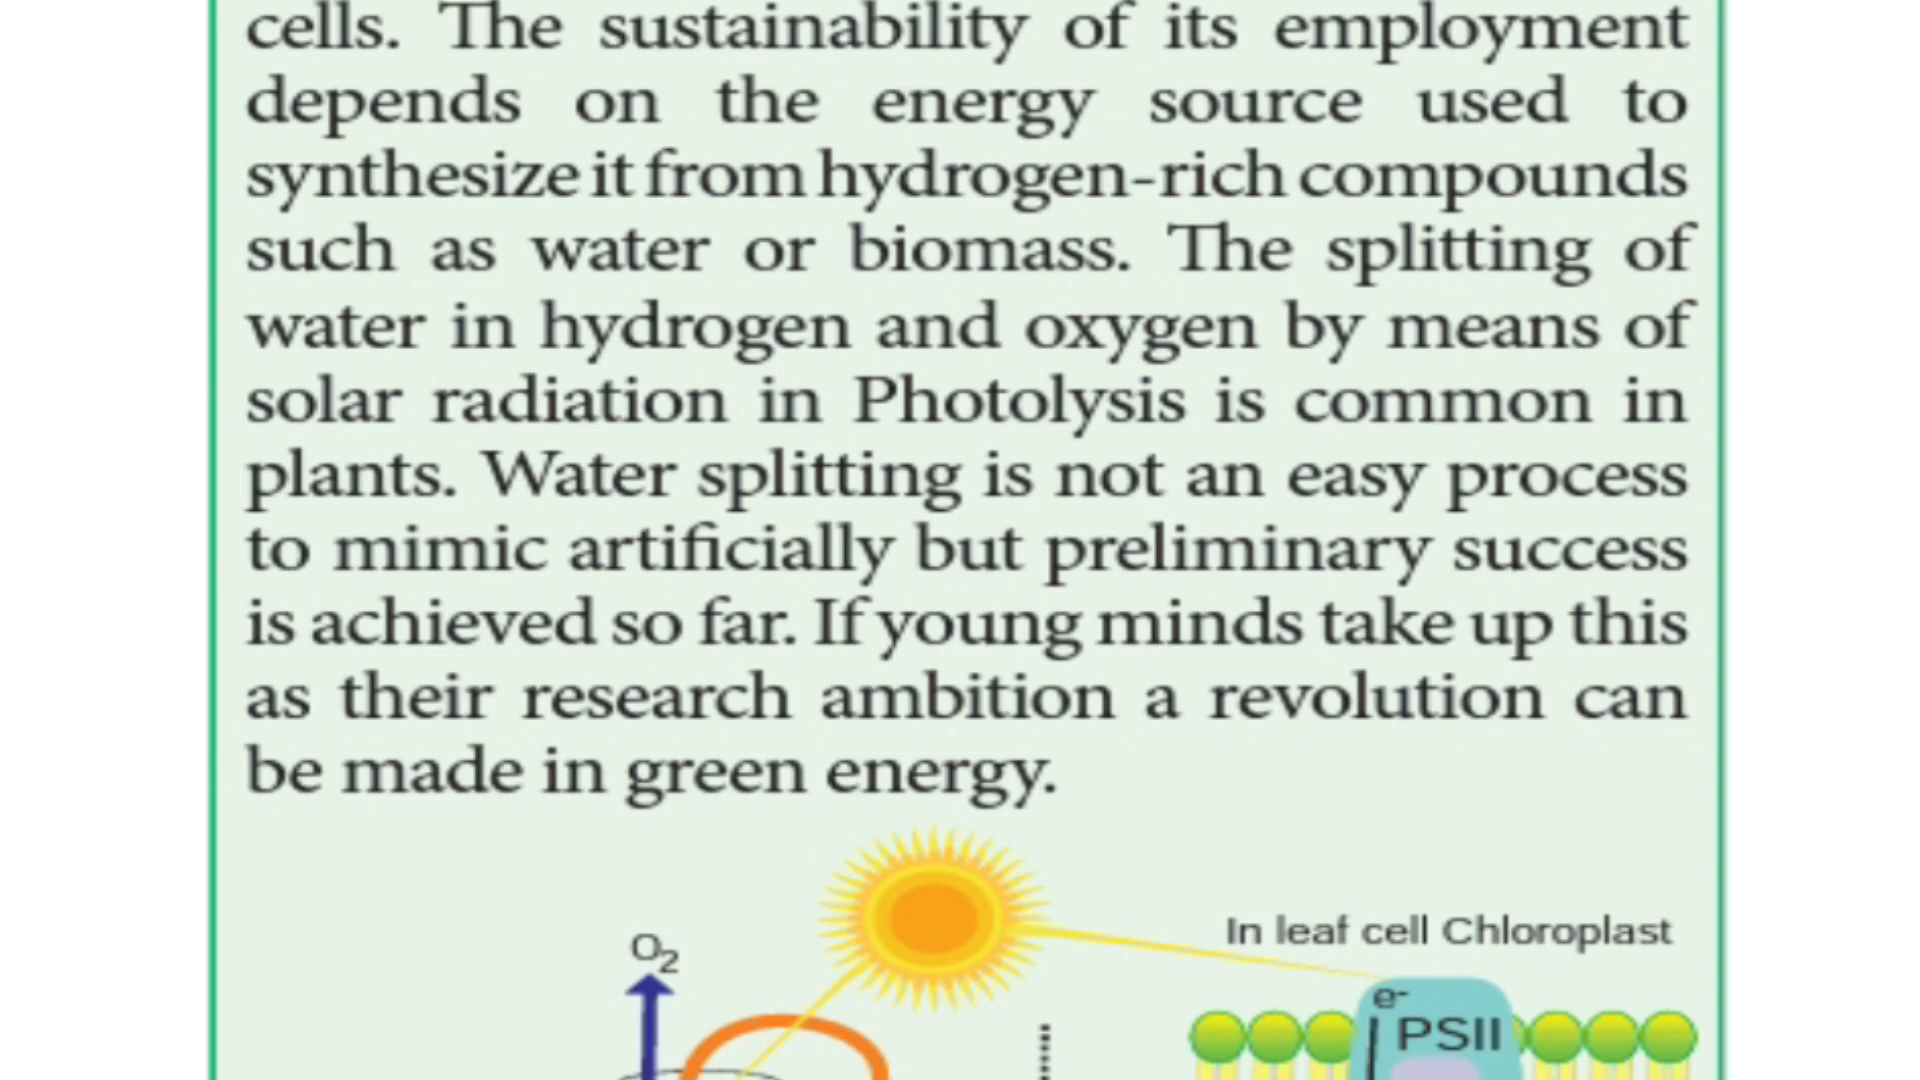 cells. The sustainability of its employment
depends on the energy source used to
synthesize it from hydrogen-rich compounds
such as water or biomass. The splitting of
water in hydrogen and oxygen by means of
solar radiation in Photolysis is common in
plants. Water splitting is not an easy process
to mimic artificially but preliminary success
is achieved so far. If young minds take up this
as their research ambition a revolution can
be made in green energy.
In leaf cell Chloroplast
O2
e-
PSII